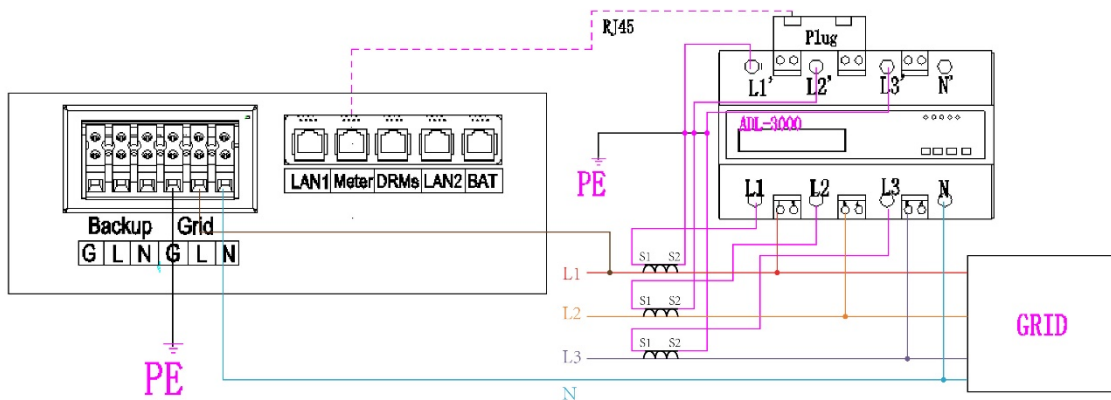 RJ45
Plug
L1' L2' L3' N'
ADL-3000
PE
LAN1 Meter DRMs LAN2 BAT
Backup Grid
G L N G L N
L1 L2 L3 N
S1 S2
L1
S1 S2
L2
GRID
S1 S2
L3
PE
N